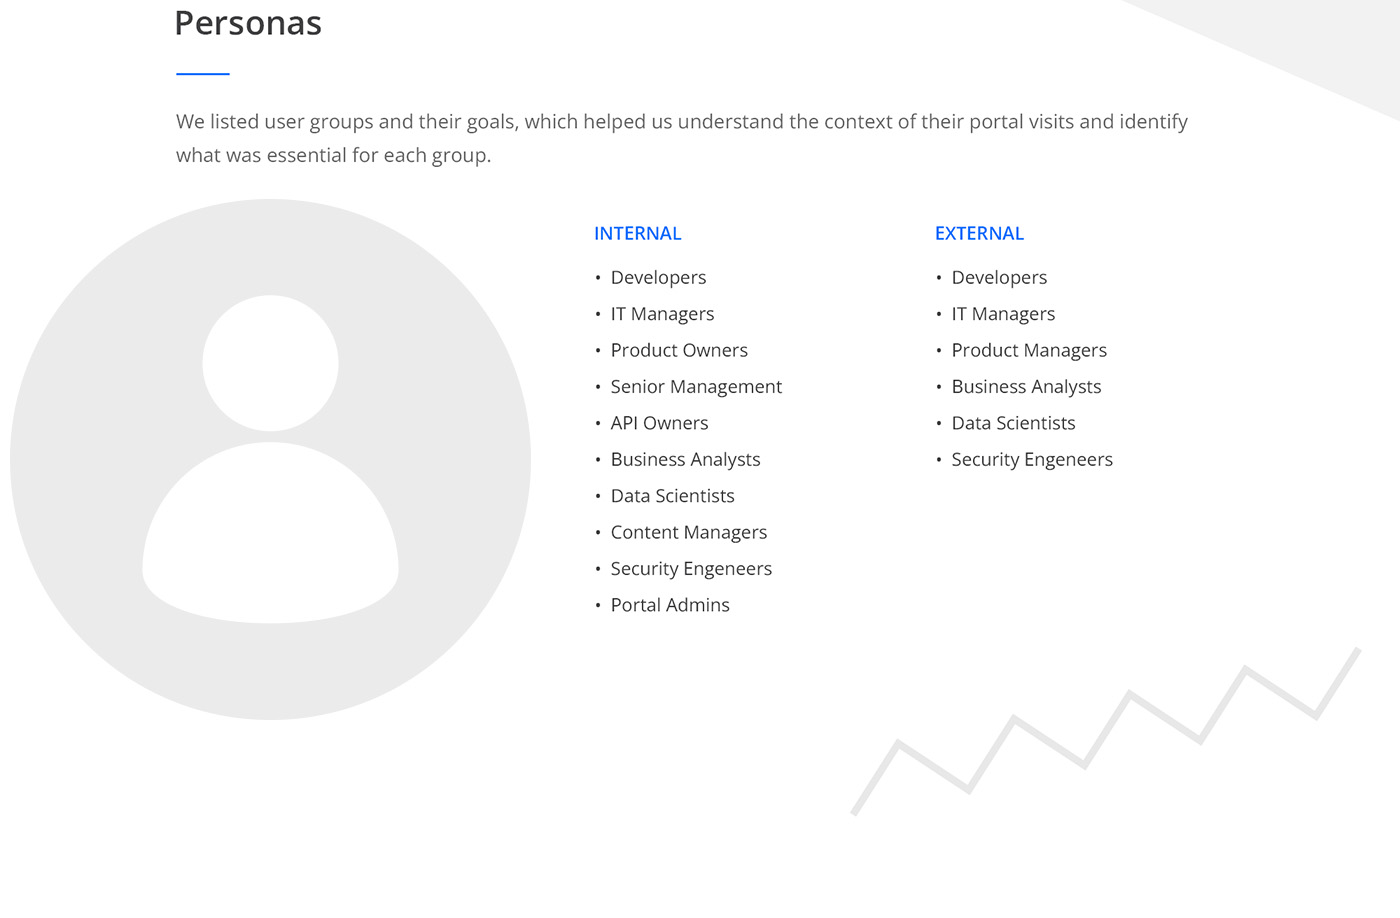 Personas
We listed user groups and their goals, which helped us understand the context of their portal visits and identify
what was essential for each group.
INTERNAL
• Developers
• IT Managers
• Product Owners
• Senior Management
• API Owners
• Business Analysts
• Data Scientists
• Content Managers
• Security Engeneers
• Portal Admins
EXTERNAL
• Developers
• IT Managers
• Product Managers
• Business Analysts
• Data Scientists
• Security Engeneers